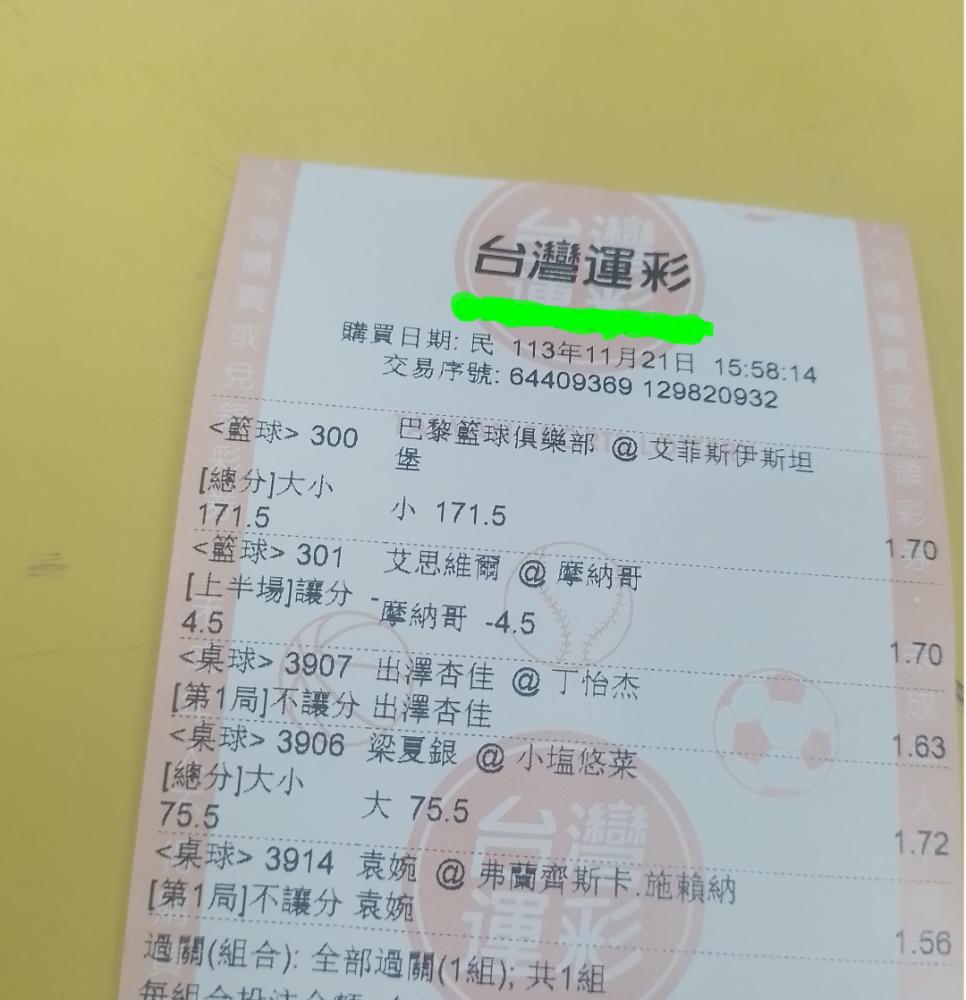 台灣運彩
購買日期: 民 113年11月21日 15:58:14
交易序號: 64409369 129820932
<籃球> 300 巴黎籃球俱樂部 @ 艾菲斯伊斯坦
堡
[總分]大小
171.5 小 171.5 1.70
<籃球> 301 艾思維爾 @ 摩納哥
[上半場]讓分 -
4.5 摩納哥 -4.5 1.70
<桌球> 3907 出澤杏佳 @ 丁怡杰
[第1局]不讓分 出澤杏佳 1.63
<桌球> 3906 梁夏銀 @ 小塩悠菜
[總分]大小
75.5 大 75.5 1.72
<桌球> 3914 袁婉 @ 弗蘭齊斯卡.施賴納
[第1局]不讓分 袁婉 1.56
過關(組合): 全部過關(1組); 共1組
每組合投注金額: